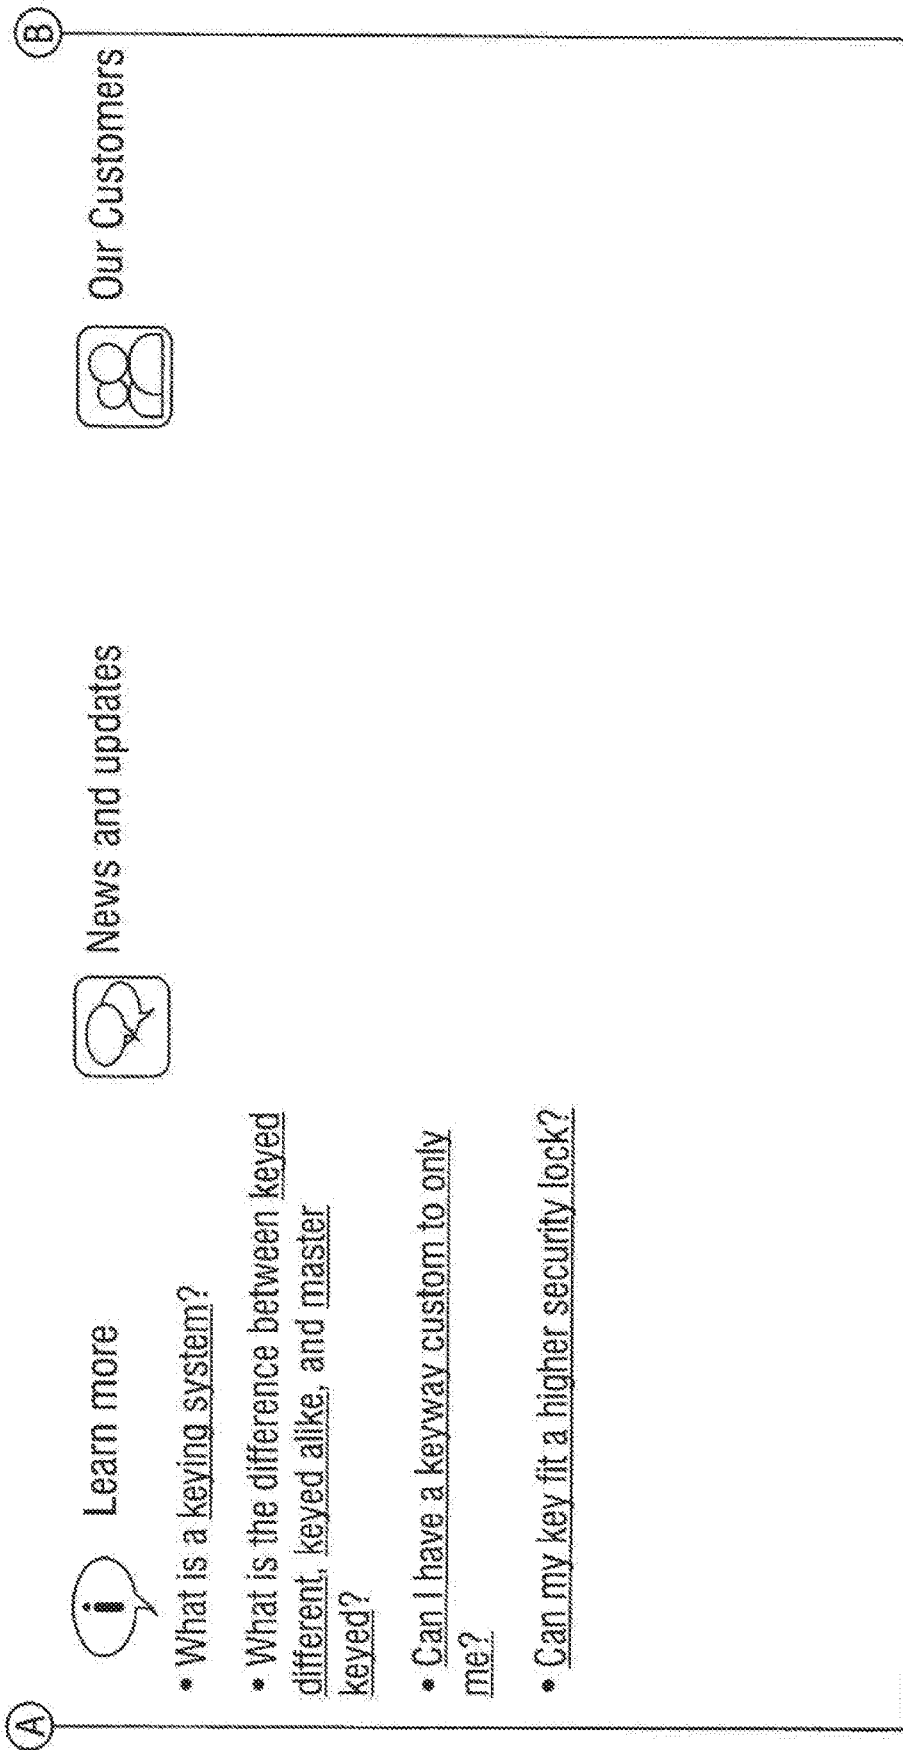 A
B
Learn more
News and updates
Our Customers
• What is a keying system?
• What is the difference between keyed
different, keyed alike, and master
keyed?
• Can I have a keyway custom to only
me?
• Can my key fit a higher security lock?